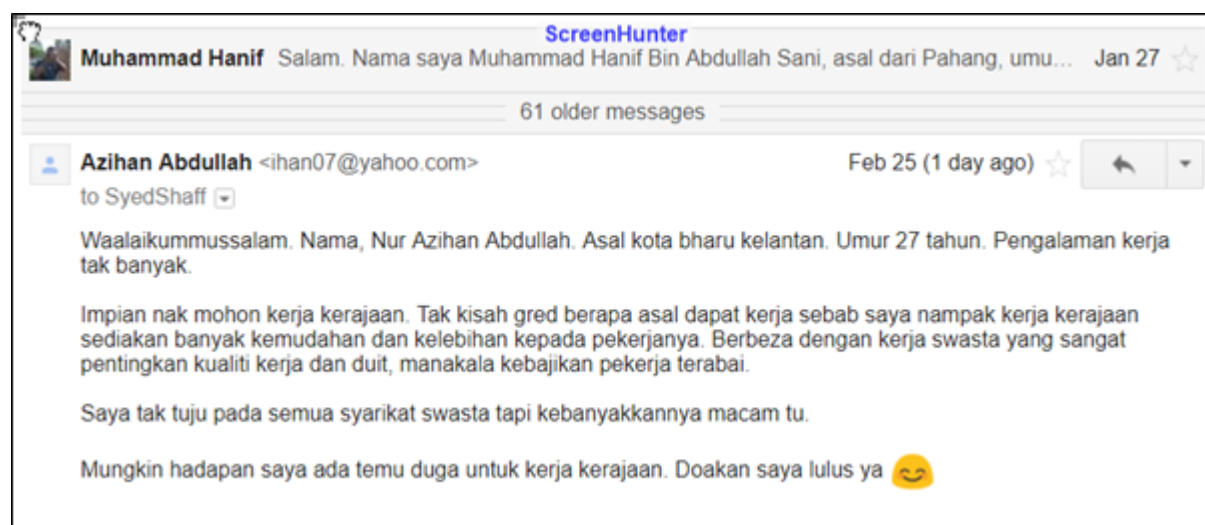 ScreenHunter
Muhammad Hanif Salam. Nama saya Muhammad Hanif Bin Abdullah Sani, asal dari Pahang, umu... Jan 27
61 older messages
Azihan Abdullah <ihan07@yahoo.com> Feb 25 (1 day ago)
to SyedShaff
Waalaikummussalam. Nama, Nur Azihan Abdullah. Asal kota bharu kelantan. Umur 27 tahun. Pengalaman kerja
tak banyak.
Impian nak mohon kerja kerajaan. Tak kisah gred berapa asal dapat kerja sebab saya nampak kerja kerajaan
sediakan banyak kemudahan dan kelebihan kepada pekerjanya. Berbeza dengan kerja swasta yang sangat
pentingkan kualiti kerja dan duit, manakala kebajikan pekerja terabai.
Saya tak tuju pada semua syarikat swasta tapi kebanyakkannya macam tu.
Mungkin hadapan saya ada temu duga untuk kerja kerajaan. Doakan saya lulus ya